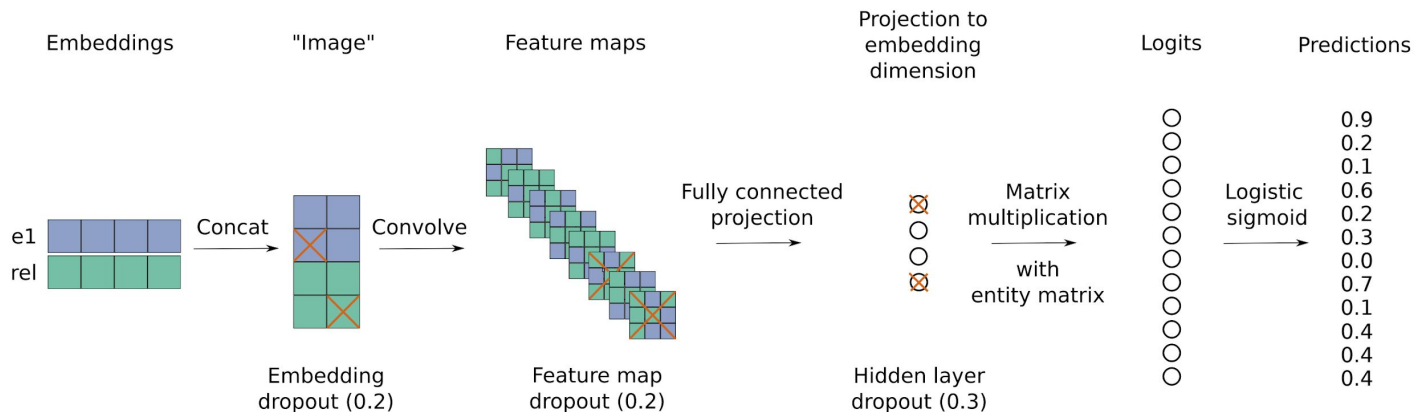 Embeddings
"Image"
Feature maps
Projection to
embedding
dimension
Logits
Predictions
e1
rel
Concat
Convolve
Fully connected
projection
Matrix
multiplication
with
entity matrix
Logistic
sigmoid
0.9
0.2
0.1
0.6
0.2
0.3
0.0
0.7
0.1
0.4
0.4
0.4
Embedding
dropout (0.2)
Feature map
dropout (0.2)
Hidden layer
dropout (0.3)